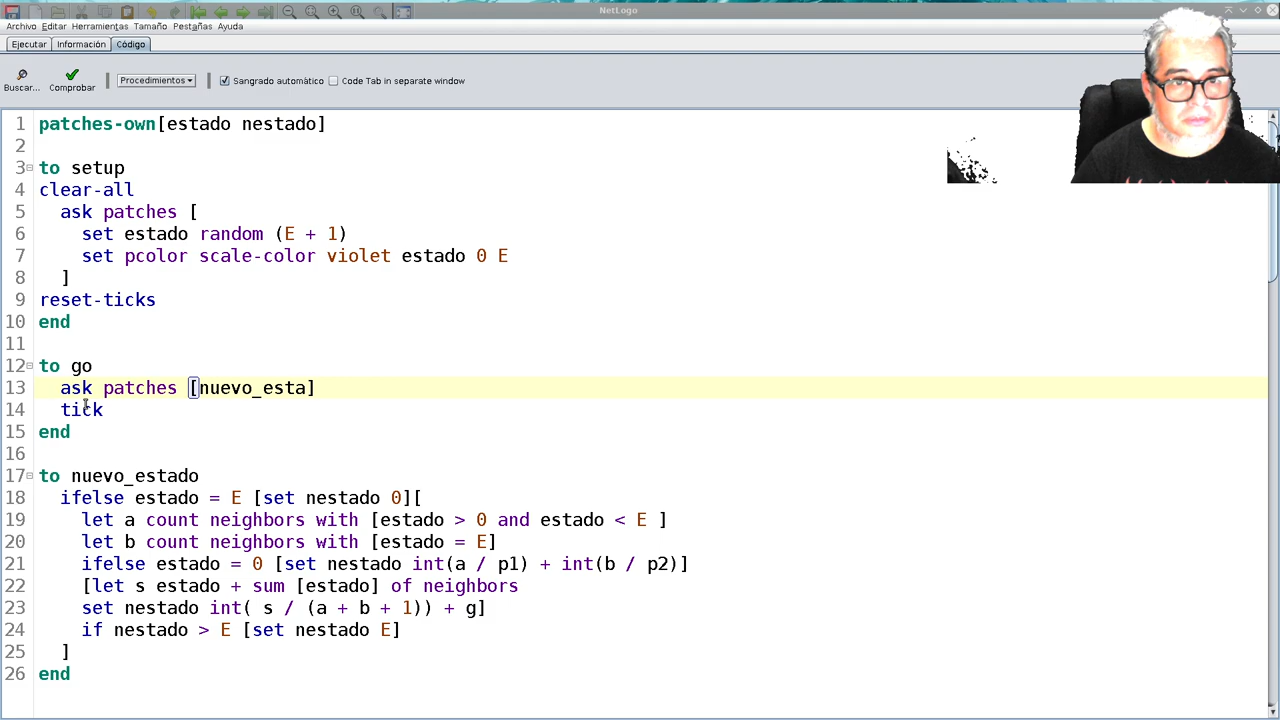 NetLogo
Archivo Editar Herramientas Tamaño Pestañas Ayuda
Ejecutar Información Código
Buscar... Comprobar Procedimientos Sangrado automático Code Tab in separate window
1 patches-own[estado nestado]
2
3 to setup
4 clear-all
5 ask patches [
6 set estado random (E + 1)
7 set pcolor scale-color violet estado 0 E
8 ]
9 reset-ticks
10 end
11
12 to go
13 ask patches [nuevo_esta]
14 tick
15 end
16
17 to nuevo_estado
18 ifelse estado = E [set nestado 0][
19 let a count neighbors with [estado > 0 and estado < E ]
20 let b count neighbors with [estado = E]
21 ifelse estado = 0 [set nestado int(a / p1) + int(b / p2)]
22 [let s estado + sum [estado] of neighbors
23 set nestado int( s / (a + b + 1)) + g]
24 if nestado > E [set nestado E]
25 ]
26 end